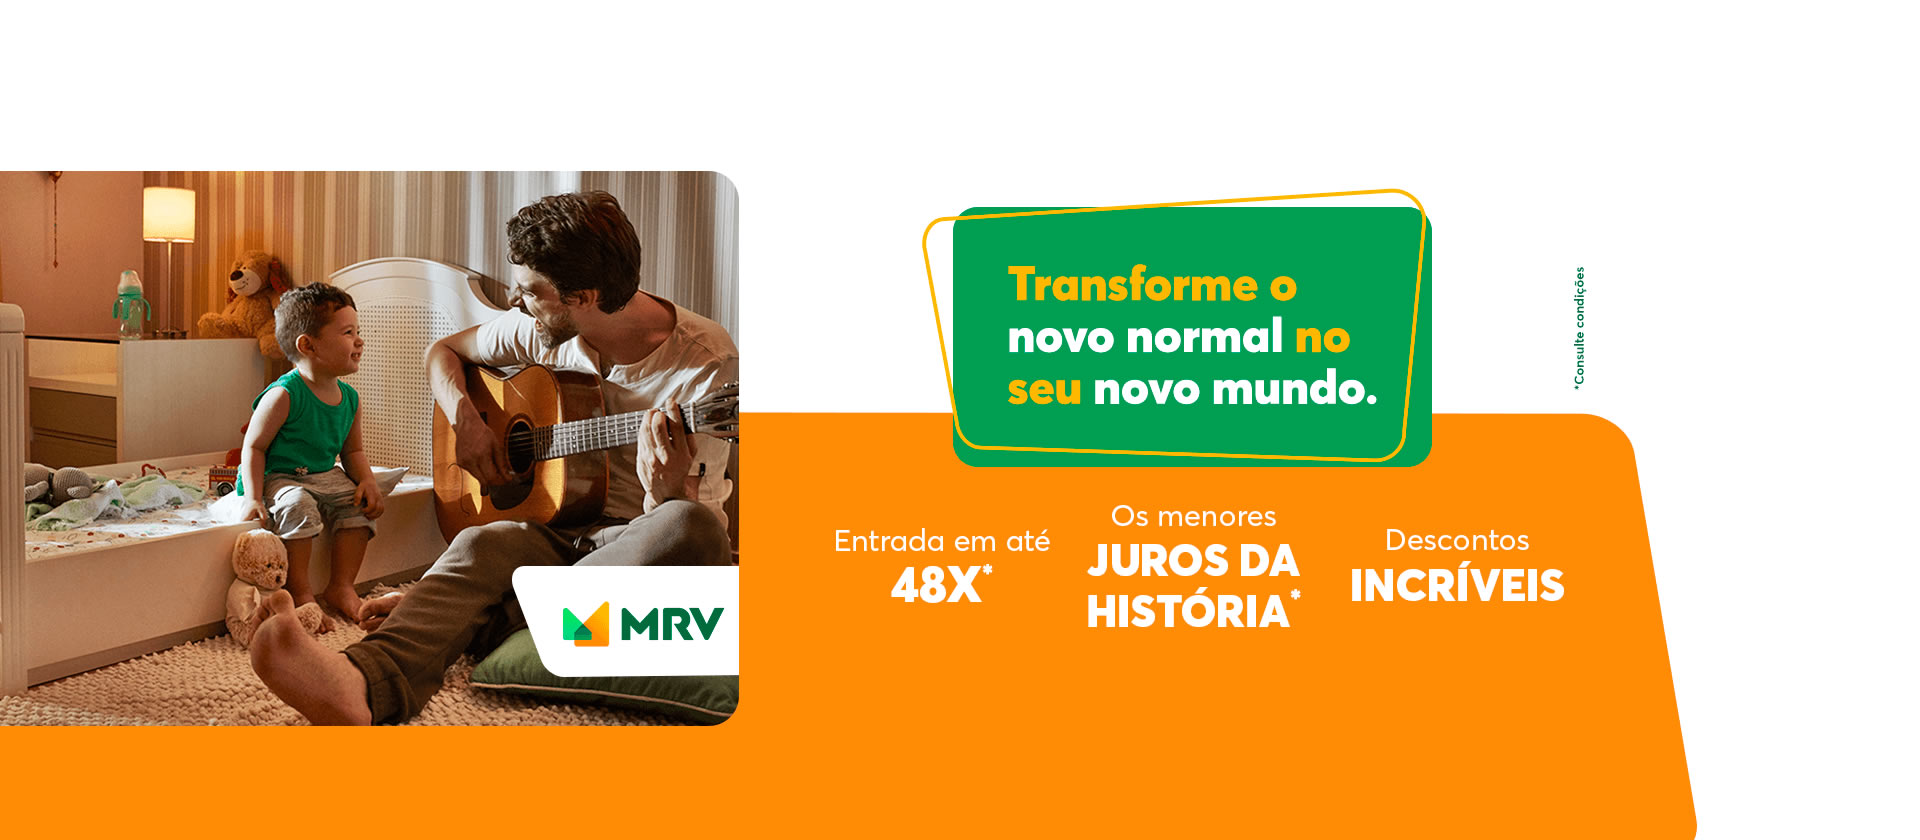 Transforme o
novo normal no
seu novo mundo.
*Consulte condições
Entrada em até
48X*
Os menores
JUROS DA
HISTÓRIA*
Descontos
INCRÍVEIS
MRV